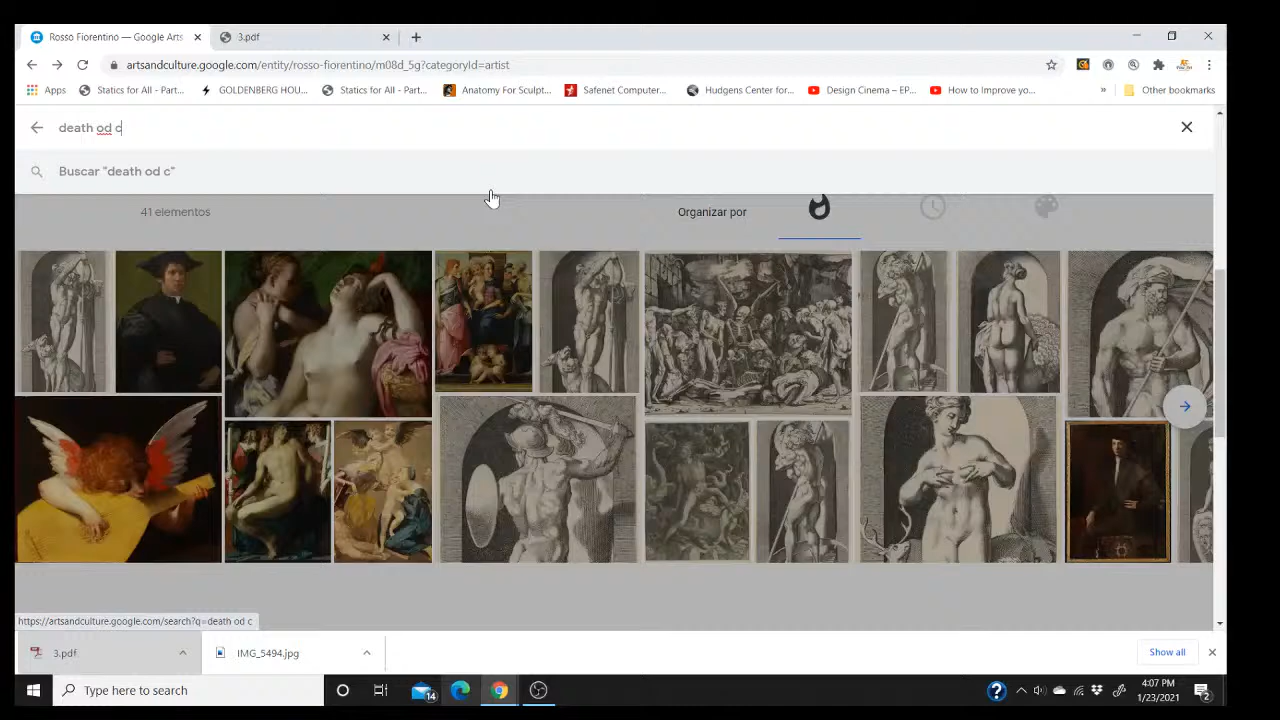 Rosso Fiorentino — Google Arts
3.pdf
artsandculture.google.com/entity/rosso-fiorentino/m08d_5g?categoryId=artist
Apps Statics for All - Part... GOLDENBERG HOU... Statics for All - Part... Anatomy For Sculpt... Safenet Computer... Hudgens Center for... Design Cinema – EP... How to Improve yo... » Other bookmarks
death od c
Buscar "death od c"
41 elementos Organizar por
https://artsandculture.google.com/search?q=death od c
3.pdf IMG_5494.jpg Show all
Type here to search 14 4:07 PM
1/23/2021 2